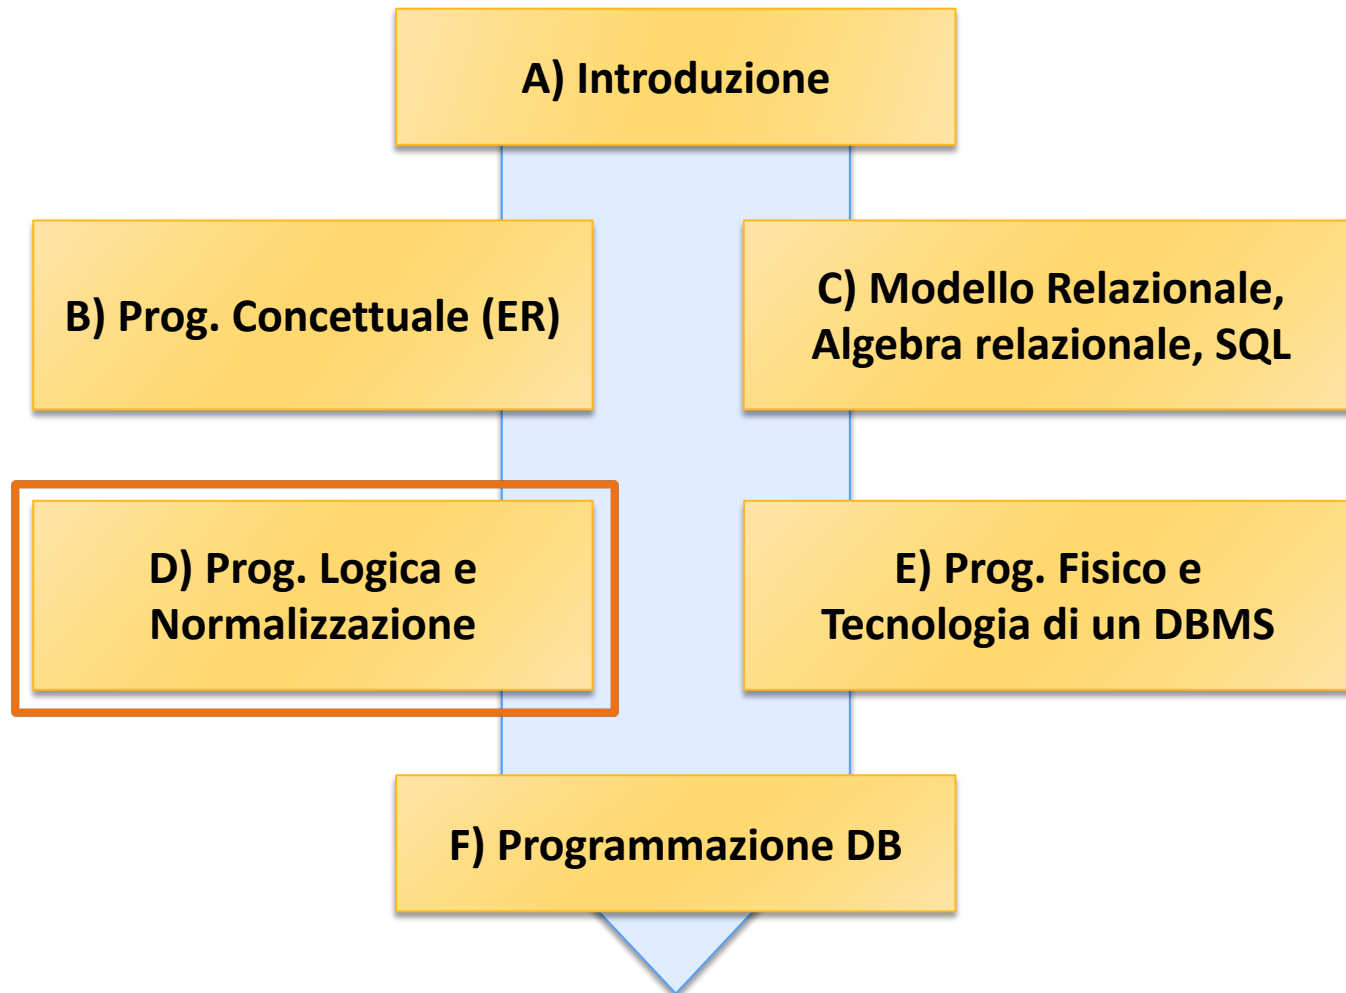 A) Introduzione
B) Prog. Concettuale (ER)
C) Modello Relazionale,
Algebra relazionale, SQL
D) Prog. Logica e
Normalizzazione
E) Prog. Fisico e
Tecnologia di un DBMS
F) Programmazione DB